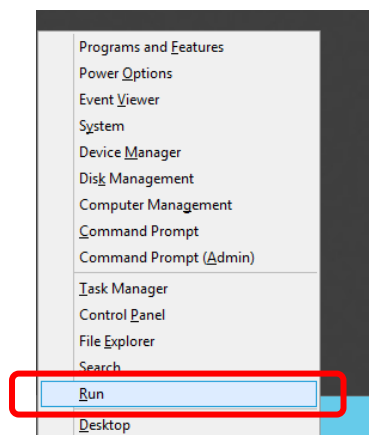 Programs and Features
Power Options
Event Viewer
System
Device Manager
Disk Management
Computer Management
Command Prompt
Command Prompt (Admin)
Task Manager
Control Panel
File Explorer
Search
Run
Desktop